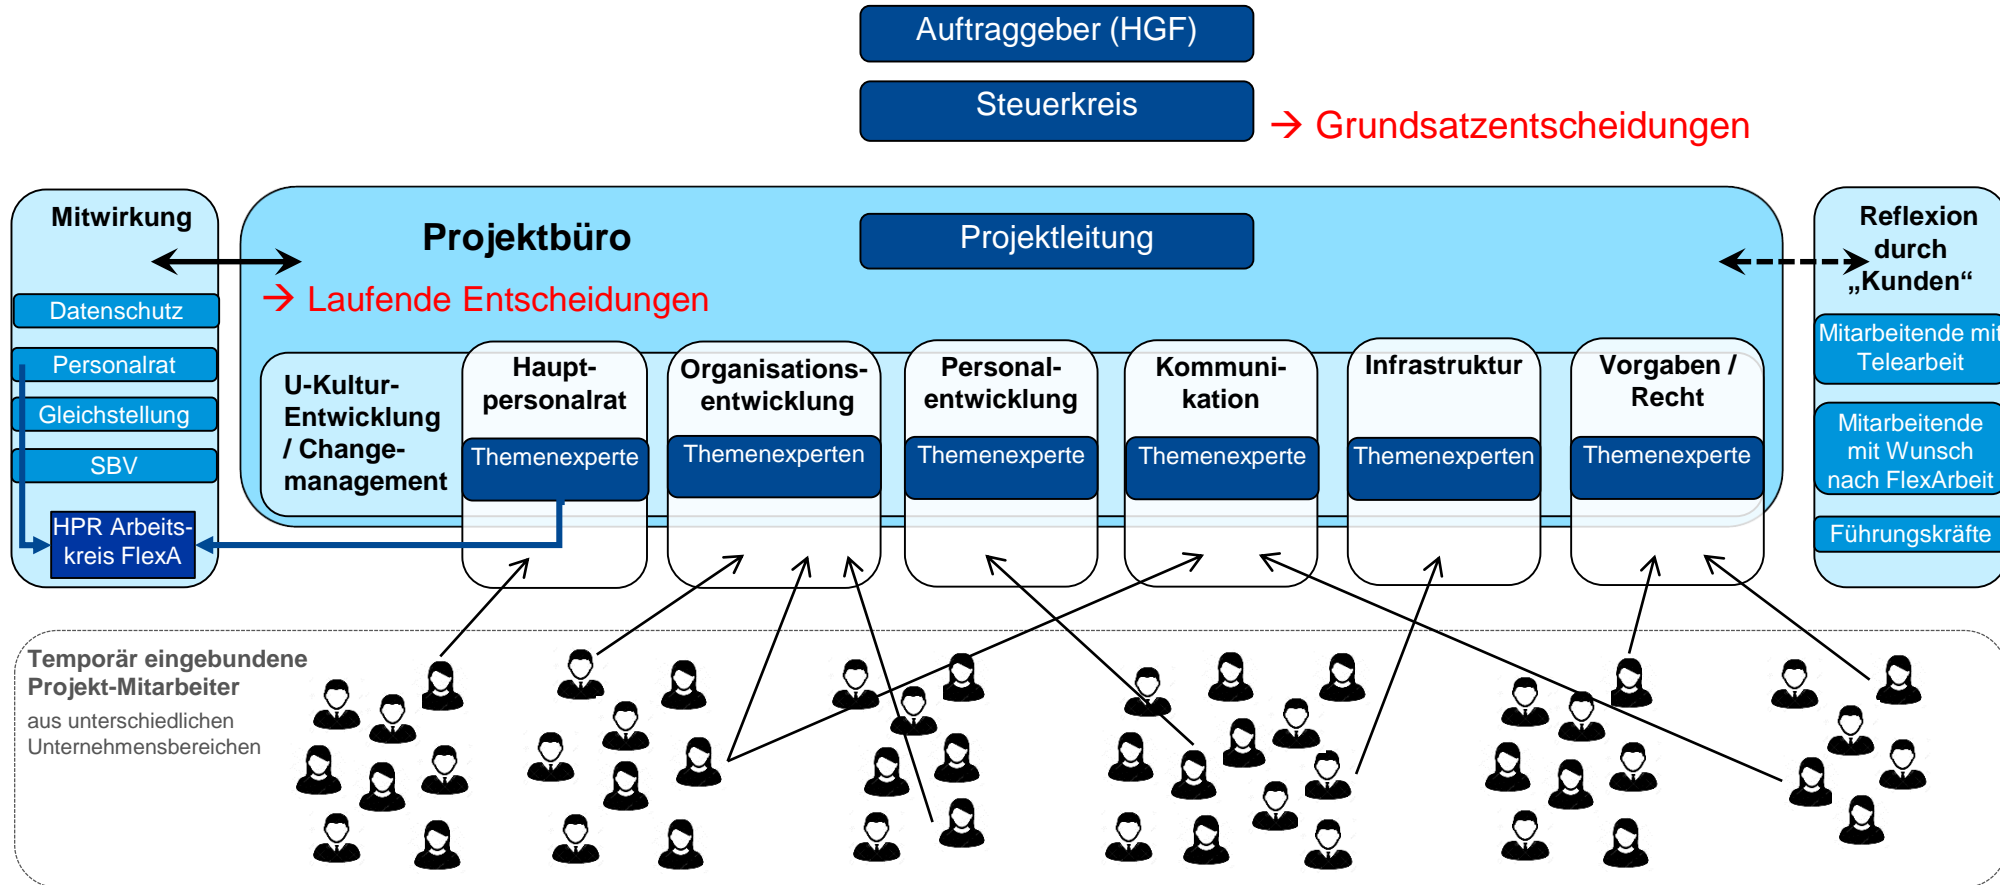 Auftraggeber (HGF)
Steuerkreis
→ Grundsatzentscheidungen
Mitwirkung
Datenschutz
Personalrat
Gleichstellung
SBV
HPR Arbeits-
kreis FlexA
Projektbüro
Projektleitung
→ Laufende Entscheidungen
U-Kultur-
Entwicklung
/ Change-
management
Haupt-
personalrat
Themenexperte
Organisations-
entwicklung
Themenexperten
Personal-
entwicklung
Themenexperte
Kommuni-
kation
Themenexperte
Infrastruktur
Themenexperten
Vorgaben /
Recht
Themenexperte
Reflexion
durch
„Kunden“
Mitarbeitende mit
Telearbeit
Mitarbeitende
mit Wunsch
nach FlexArbeit
Führungskräfte
Temporär eingebundene
Projekt-Mitarbeiter
aus unterschiedlichen
Unternehmensbereichen